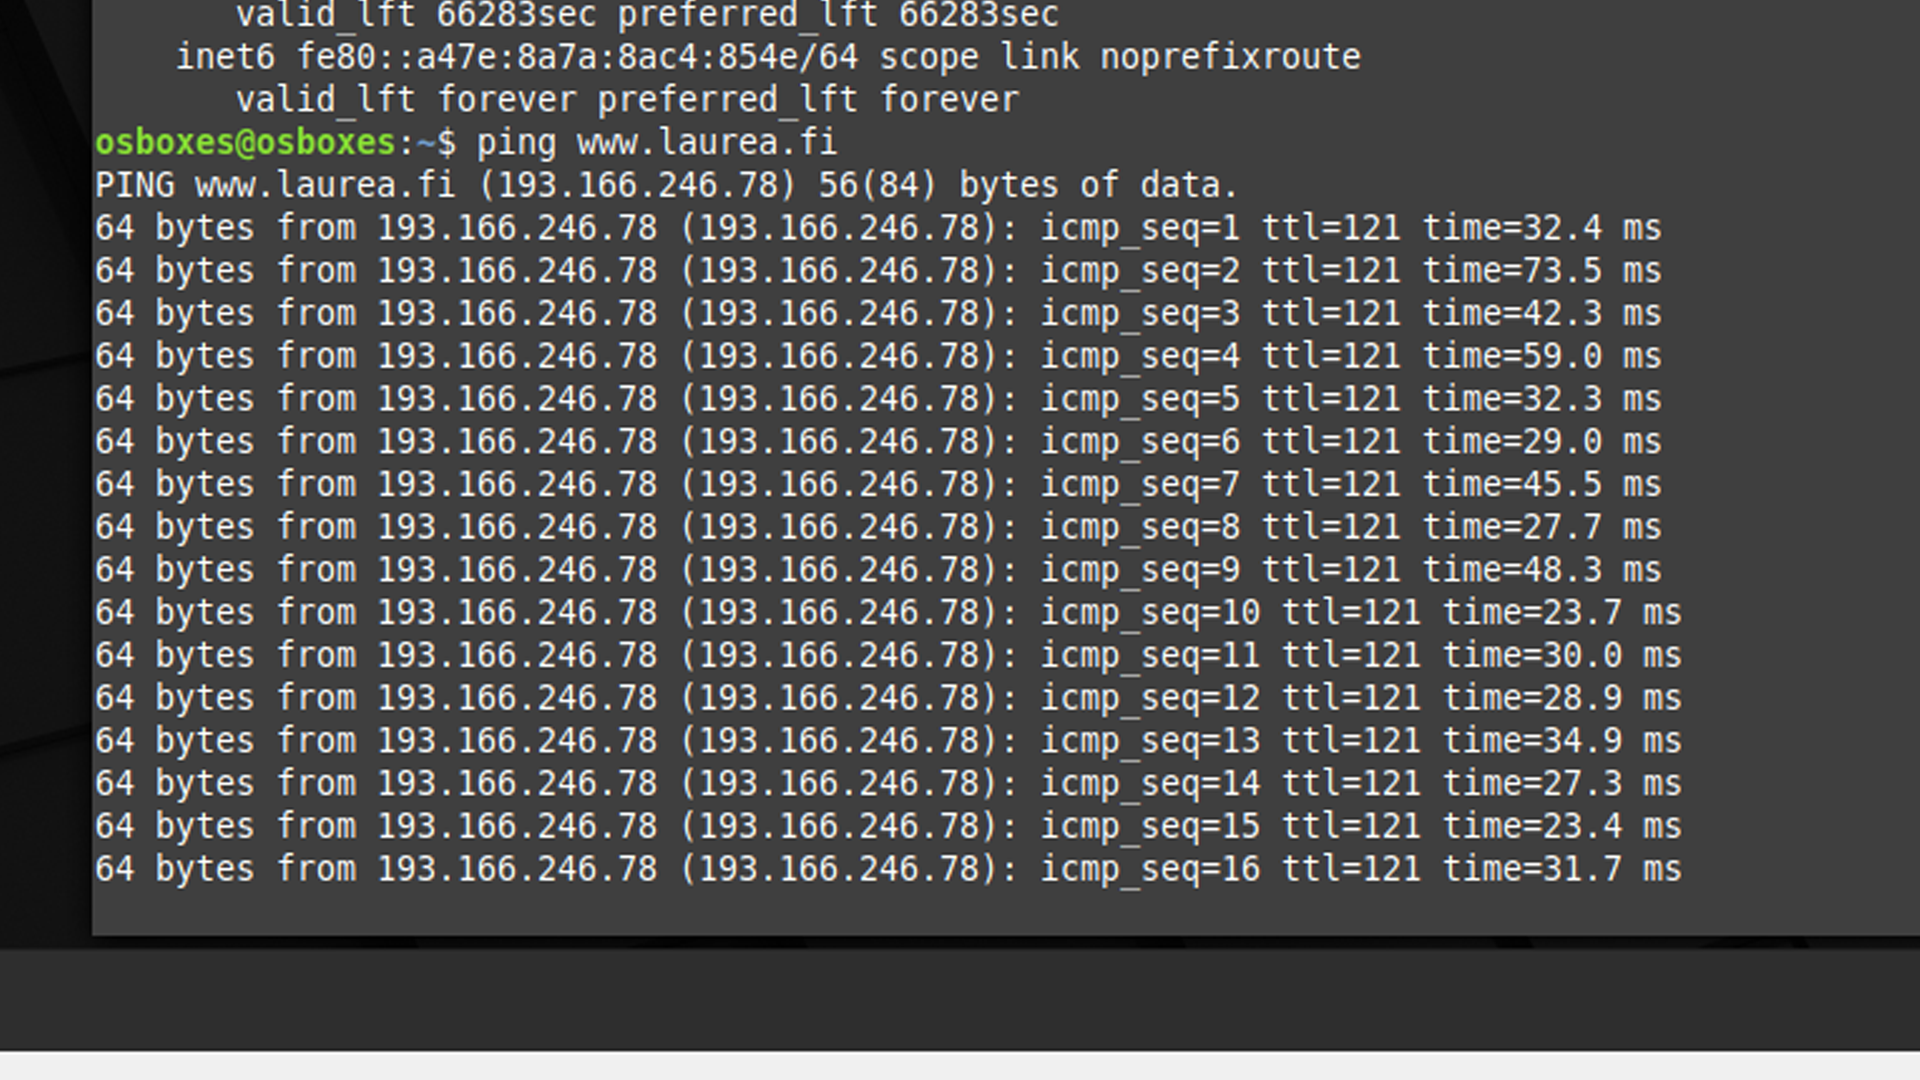 valid_lft 66283sec preferred_lft 66283sec
inet6 fe80::a47e:8a7a:8ac4:854e/64 scope link noprefixroute
valid_lft forever preferred_lft forever
osboxes@osboxes:~$ ping www.laurea.fi
PING www.laurea.fi (193.166.246.78) 56(84) bytes of data.
64 bytes from 193.166.246.78 (193.166.246.78): icmp_seq=1 ttl=121 time=32.4 ms
64 bytes from 193.166.246.78 (193.166.246.78): icmp_seq=2 ttl=121 time=73.5 ms
64 bytes from 193.166.246.78 (193.166.246.78): icmp_seq=3 ttl=121 time=42.3 ms
64 bytes from 193.166.246.78 (193.166.246.78): icmp_seq=4 ttl=121 time=59.0 ms
64 bytes from 193.166.246.78 (193.166.246.78): icmp_seq=5 ttl=121 time=32.3 ms
64 bytes from 193.166.246.78 (193.166.246.78): icmp_seq=6 ttl=121 time=29.0 ms
64 bytes from 193.166.246.78 (193.166.246.78): icmp_seq=7 ttl=121 time=45.5 ms
64 bytes from 193.166.246.78 (193.166.246.78): icmp_seq=8 ttl=121 time=27.7 ms
64 bytes from 193.166.246.78 (193.166.246.78): icmp_seq=9 ttl=121 time=48.3 ms
64 bytes from 193.166.246.78 (193.166.246.78): icmp_seq=10 ttl=121 time=23.7 ms
64 bytes from 193.166.246.78 (193.166.246.78): icmp_seq=11 ttl=121 time=30.0 ms
64 bytes from 193.166.246.78 (193.166.246.78): icmp_seq=12 ttl=121 time=28.9 ms
64 bytes from 193.166.246.78 (193.166.246.78): icmp_seq=13 ttl=121 time=34.9 ms
64 bytes from 193.166.246.78 (193.166.246.78): icmp_seq=14 ttl=121 time=27.3 ms
64 bytes from 193.166.246.78 (193.166.246.78): icmp_seq=15 ttl=121 time=23.4 ms
64 bytes from 193.166.246.78 (193.166.246.78): icmp_seq=16 ttl=121 time=31.7 ms